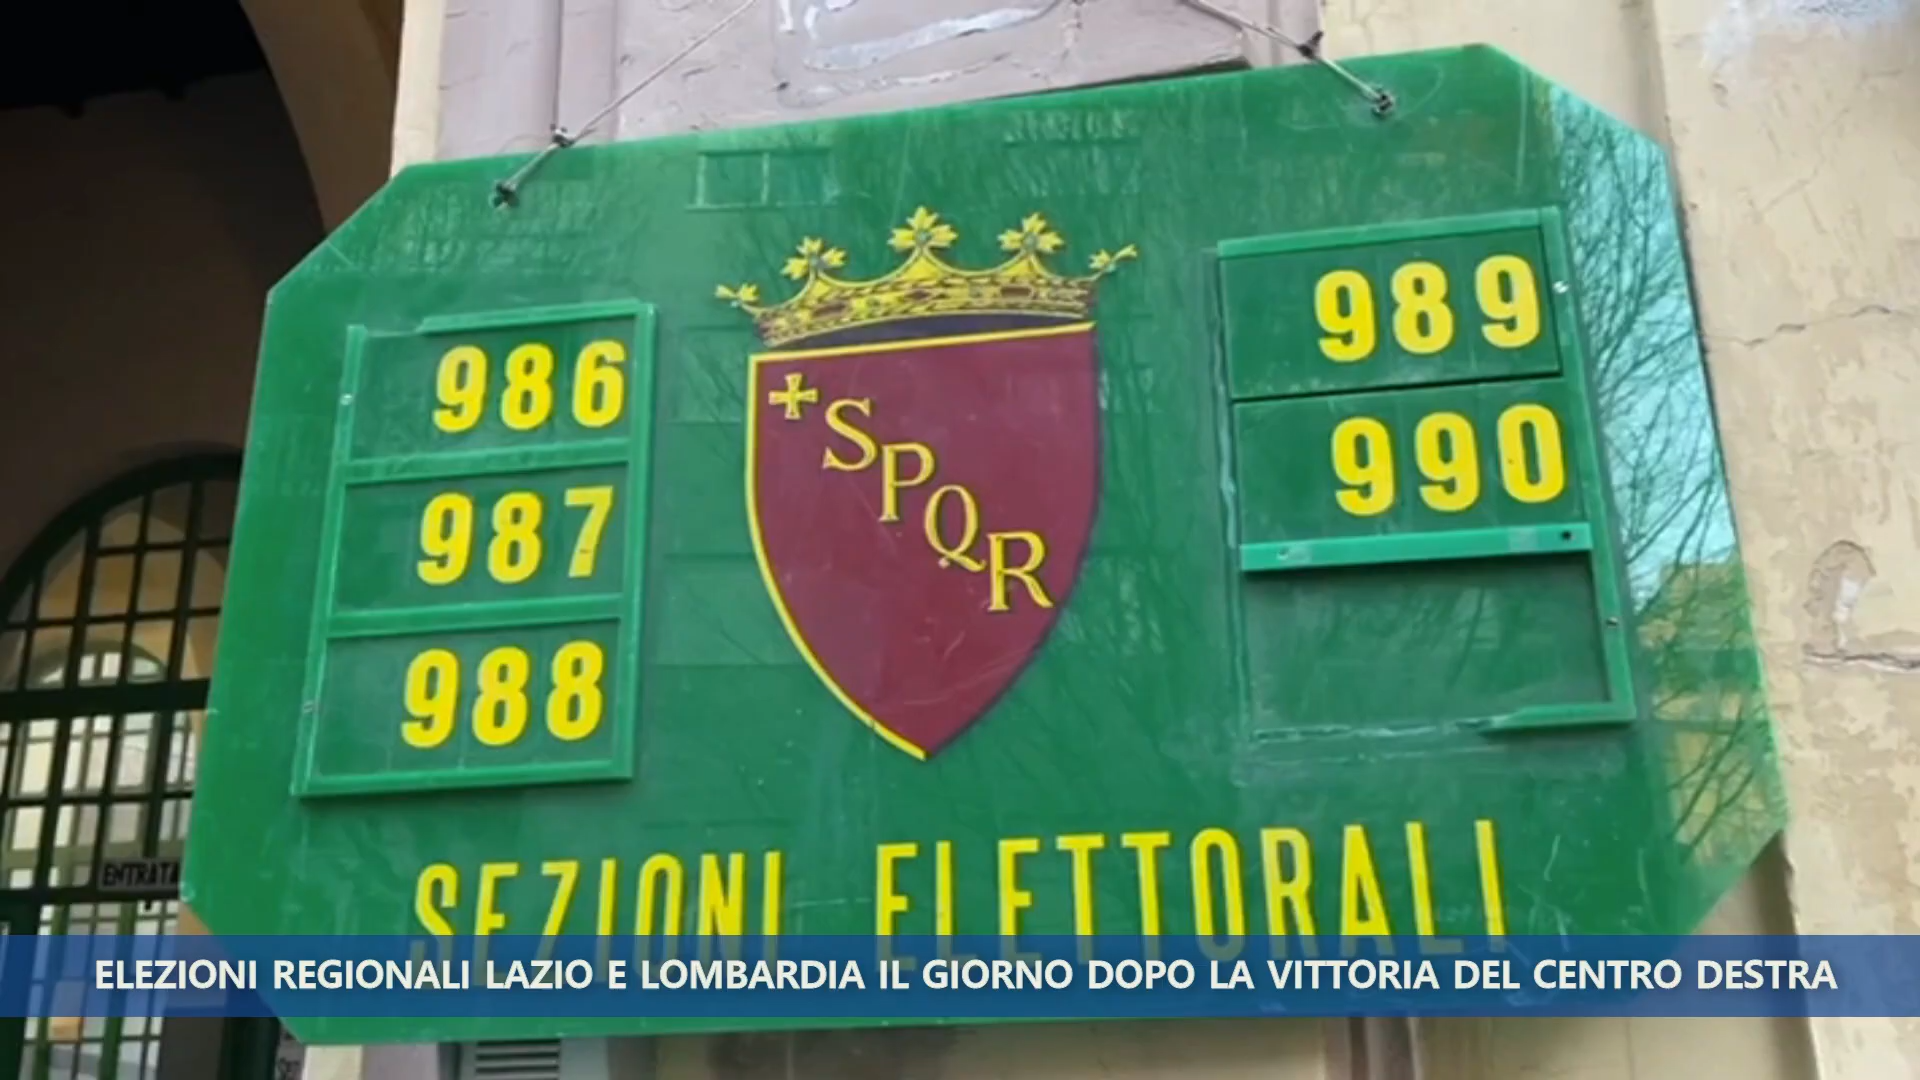 986
987
988
SPQR
989
990
SEZIONI ELETTORALI
ENTRATA
ELEZIONI REGIONALI LAZIO E LOMBARDIA IL GIORNO DOPO LA VITTORIA DEL CENTRO DESTRA